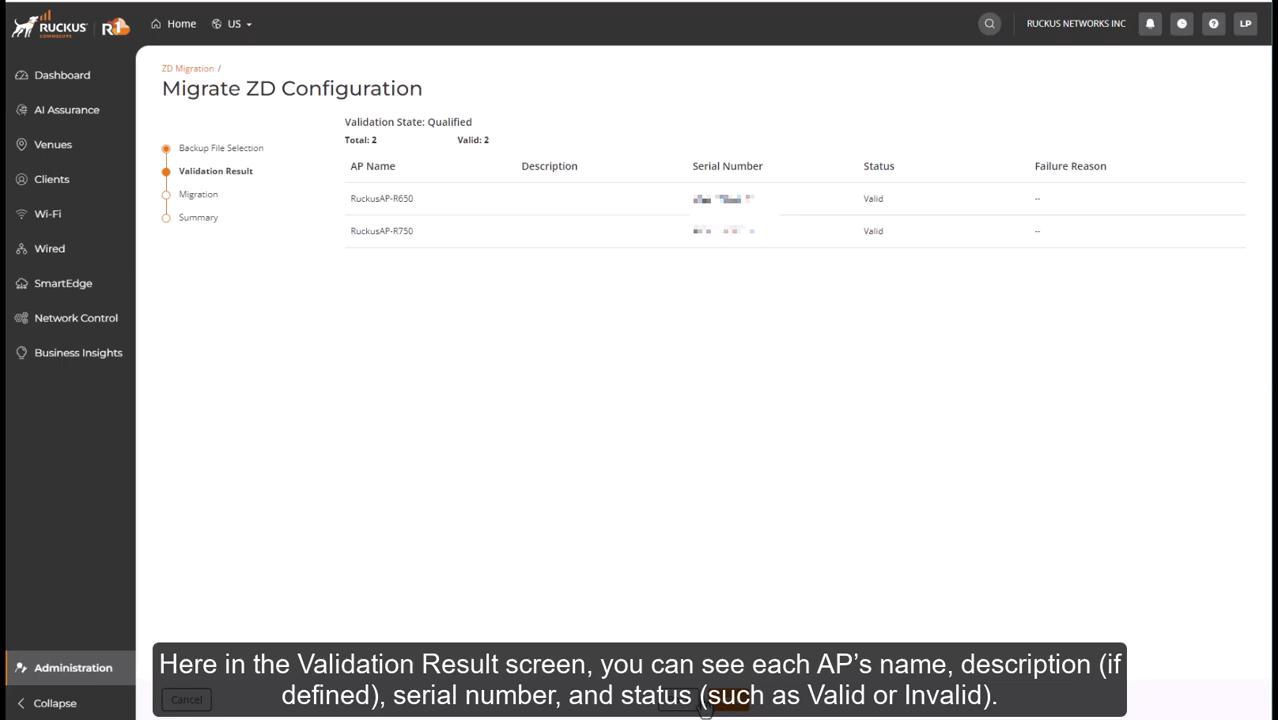 RUCKUS
COMMSCOPE
R1
Home
US
RUCKUS NETWORKS INC
LP
Dashboard
AI Assurance
Venues
Clients
Wi-Fi
Wired
SmartEdge
Network Control
Business Insights
Administration
Collapse
ZD Migration /
Migrate ZD Configuration
Backup File Selection
Validation Result
Migration
Summary
Validation State: Qualified
Total: 2 Valid: 2
AP Name Description Serial Number Status Failure Reason
RuckusAP-R650 Valid --
RuckusAP-R750 Valid --
Cancel
Here in the Validation Result screen, you can see each AP’s name, description (if
defined), serial number, and status (such as Valid or Invalid).